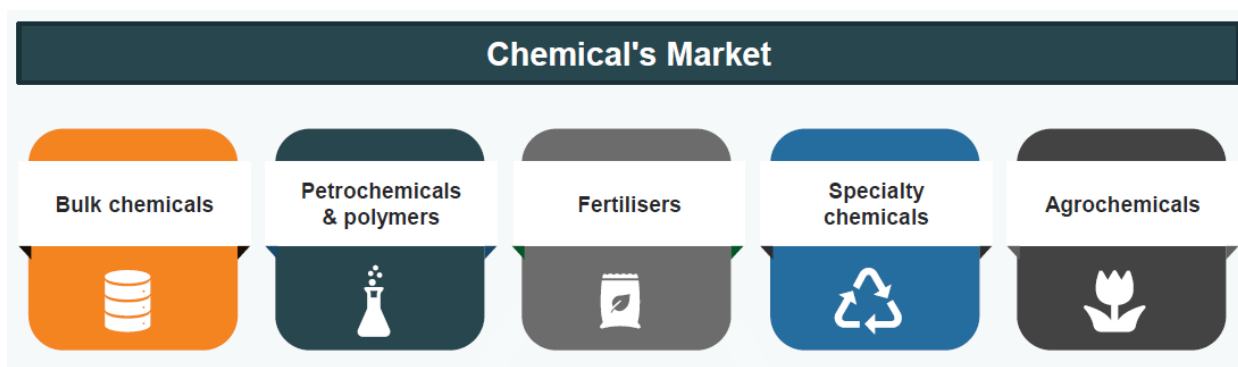 Chemical's Market
Bulk chemicals
Petrochemicals
& polymers
Fertilisers
Specialty
chemicals
Agrochemicals